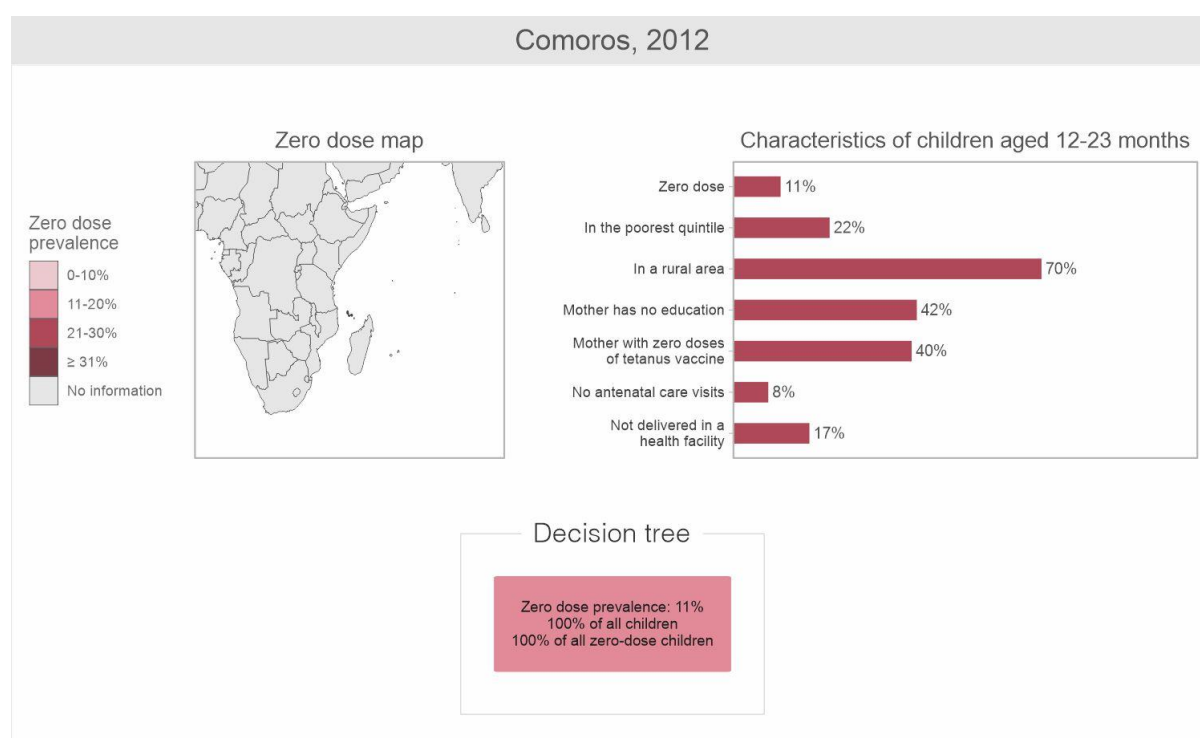 Comoros, 2012
Zero dose map
Zero dose
prevalence
0-10%
11-20%
21-30%
≥ 31%
No information
Characteristics of children aged 12-23 months
Zero dose
11%
In the poorest quintile
22%
In a rural area
70%
Mother has no education
42%
Mother with zero doses
of tetanus vaccine
40%
No antenatal care visits
8%
Not delivered in a
health facility
17%
Decision tree
Zero dose prevalence: 11%
100% of all children
100% of all zero-dose children